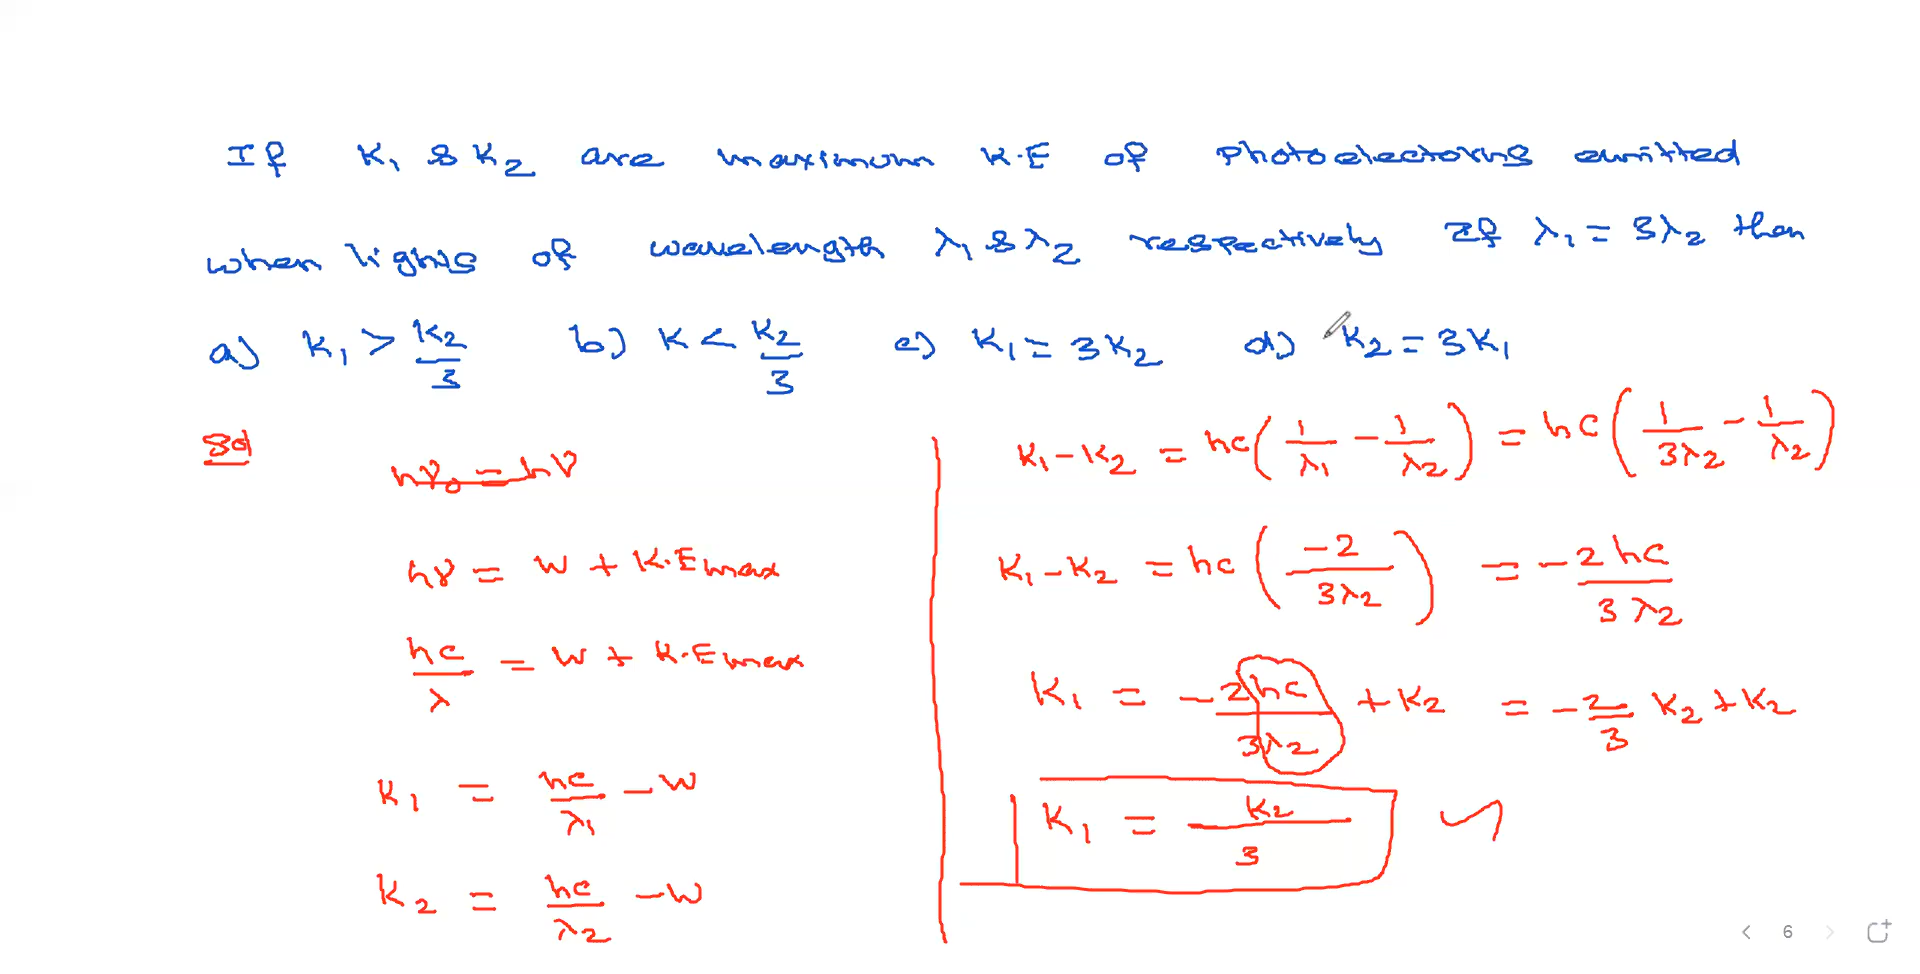 If K₁ & K₂ are maximum K.E of photoelectorns emitted
when lights of wavelength λ₁ & λ₂ respectively If λ₁ = 3λ₂ then
a) K₁ > K₂/3 b) K < K₂/3 c) K₁ = 3K₂ d) K₂ = 3K₁
Sol
hν₀ = hν
hν = W + K.Emax
hc/λ = W + K.Emax
K₁ = hc/λ₁ - W
K₂ = hc/λ₂ - W
K₁ - K₂ = hc(1/λ₁ - 1/λ₂) = hc(1/3λ₂ - 1/λ₂)
K₁ - K₂ = hc(-2/3λ₂) = -2hc/3λ₂
K₁ = -2hc/3λ₂ + K₂ = -2/3 K₂ + K₂
K₁ = K₂/3
6